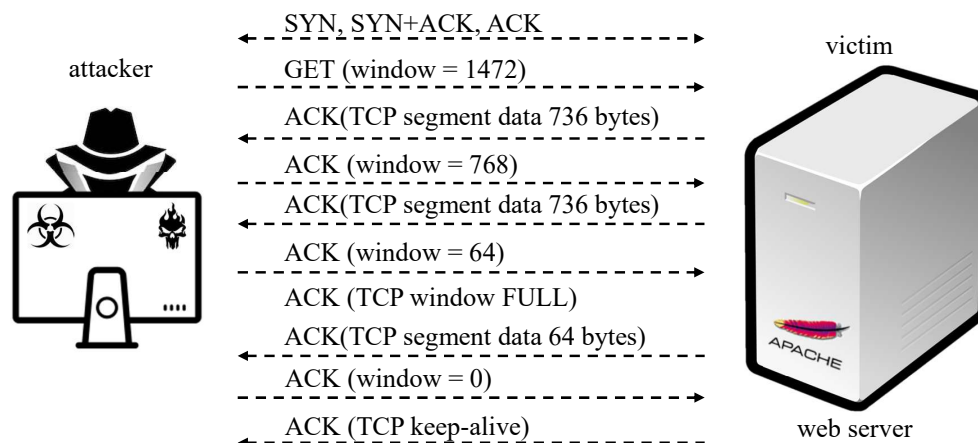 SYN, SYN+ACK, ACK
victim
attacker
GET (window = 1472)
ACK(TCP segment data 736 bytes)
ACK (window = 768)
ACK(TCP segment data 736 bytes)
ACK (window = 64)
ACK (TCP window FULL)
ACK(TCP segment data 64 bytes)
APACHE
ACK (window = 0)
ACK (TCP keep-alive)
web server